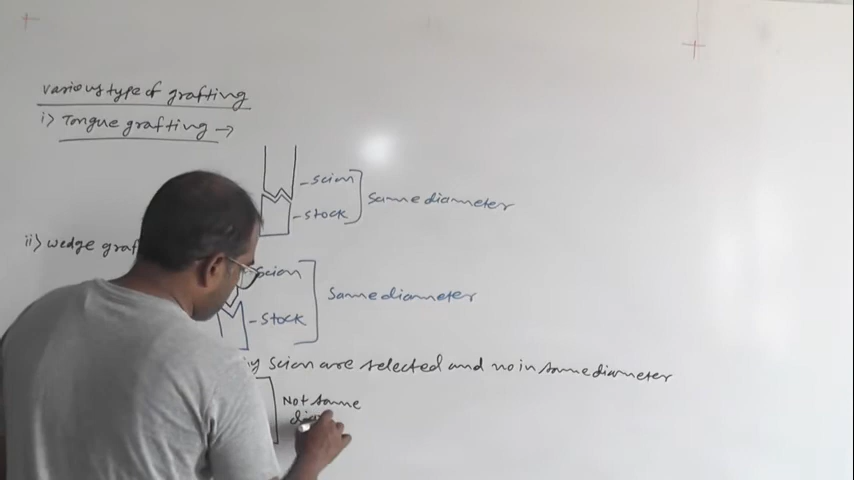 various type of grafting
i) Tongue grafting →
-scion
-stock
Same diameter
ii) wedge graf
scion
-stock
Same diameter
scion are selected and no in same diameter
Not same